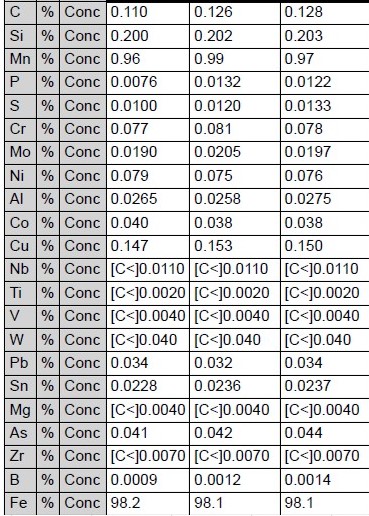 C % Conc 0.110 0.126 0.128
Si % Conc 0.200 0.202 0.203
Mn % Conc 0.96 0.99 0.97
P % Conc 0.0076 0.0132 0.0122
S % Conc 0.0100 0.0120 0.0133
Cr % Conc 0.077 0.081 0.078
Mo % Conc 0.0190 0.0205 0.0197
Ni % Conc 0.079 0.075 0.076
Al % Conc 0.0265 0.0258 0.0275
Co % Conc 0.040 0.038 0.038
Cu % Conc 0.147 0.153 0.150
Nb % Conc [C<]0.0110 [C<]0.0110 [C<]0.0110
Ti % Conc [C<]0.0020 [C<]0.0020 [C<]0.0020
V % Conc [C<]0.0040 [C<]0.0040 [C<]0.0040
W % Conc [C<]0.040 [C<]0.040 [C<]0.040
Pb % Conc 0.034 0.032 0.034
Sn % Conc 0.0228 0.0236 0.0237
Mg % Conc [C<]0.0040 [C<]0.0040 [C<]0.0040
As % Conc 0.041 0.042 0.044
Zr % Conc [C<]0.0070 [C<]0.0070 [C<]0.0070
B % Conc 0.0009 0.0012 0.0014
Fe % Conc 98.2 98.1 98.1